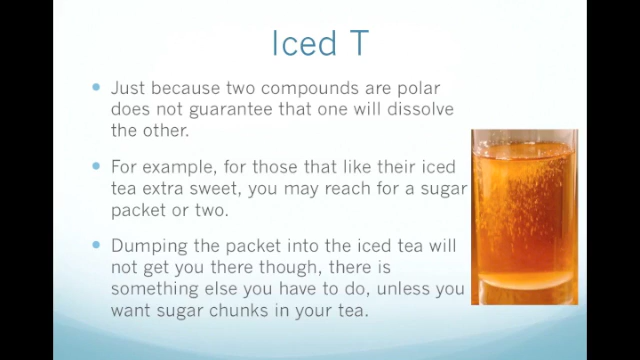 Iced T
• Just because two compounds are polar
does not guarantee that one will dissolve
the other.
• For example, for those that like their iced
tea extra sweet, you may reach for a sugar
packet or two.
• Dumping the packet into the iced tea will
not get you there though, there is
something else you have to do, unless you
want sugar chunks in your tea.